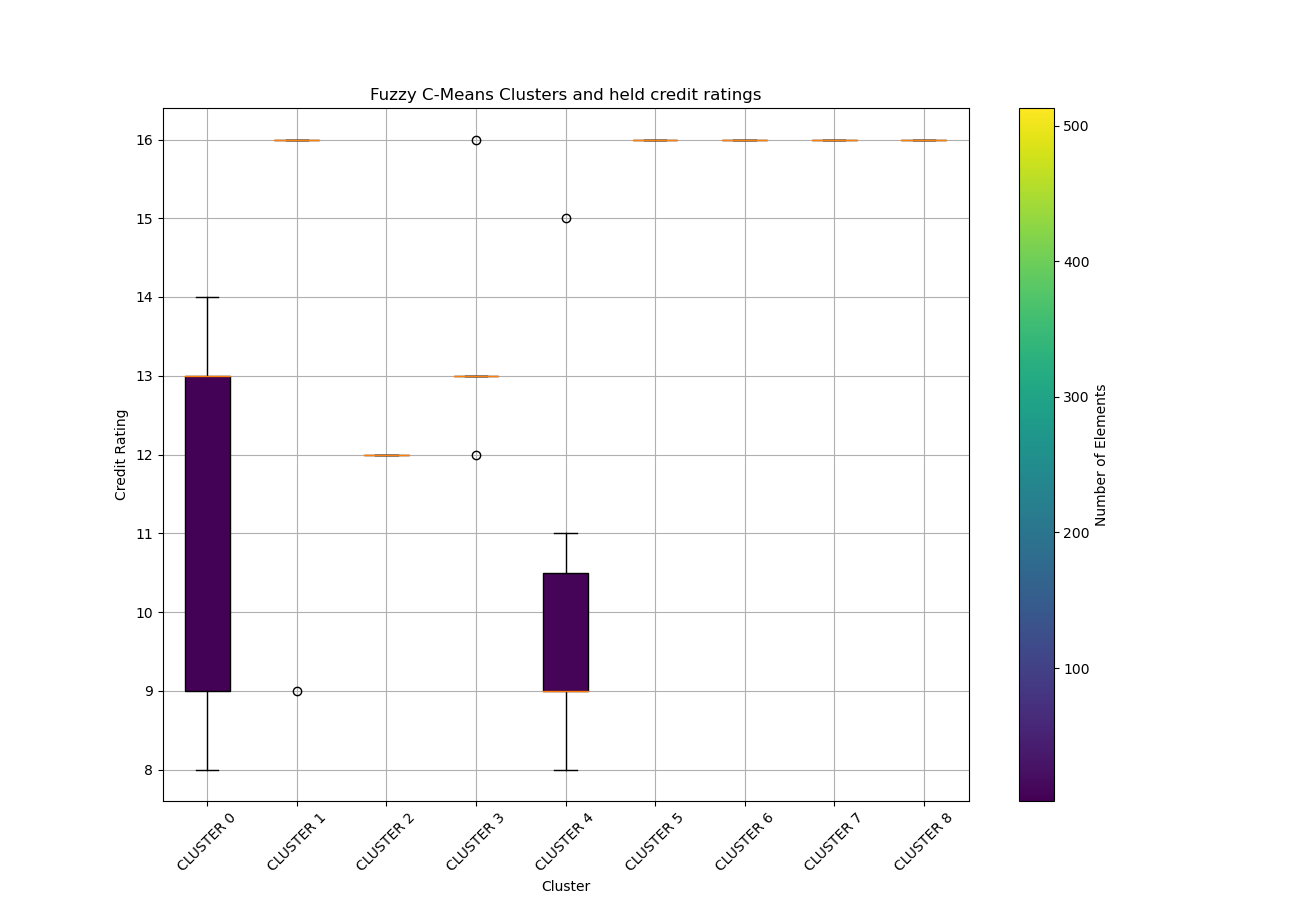 Fuzzy C-Means Clusters and held credit ratings
16
15
14
13
12
11
10
9
8
Credit Rating
CLUSTER 0
CLUSTER 1
CLUSTER 2
CLUSTER 3
CLUSTER 4
CLUSTER 5
CLUSTER 6
CLUSTER 7
CLUSTER 8
Cluster
500
400
300
200
100
Number of Elements